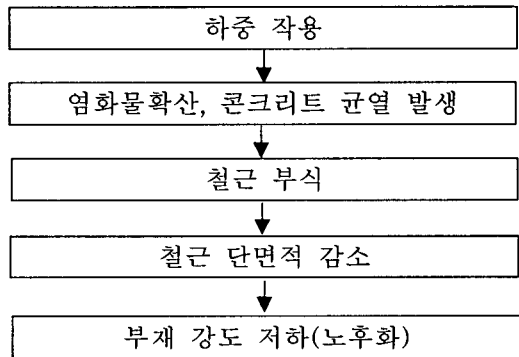 하중 작용
염화물확산, 콘크리트 균열 발생
철근 부식
철근 단면적 감소
부재 강도 저하(노후화)